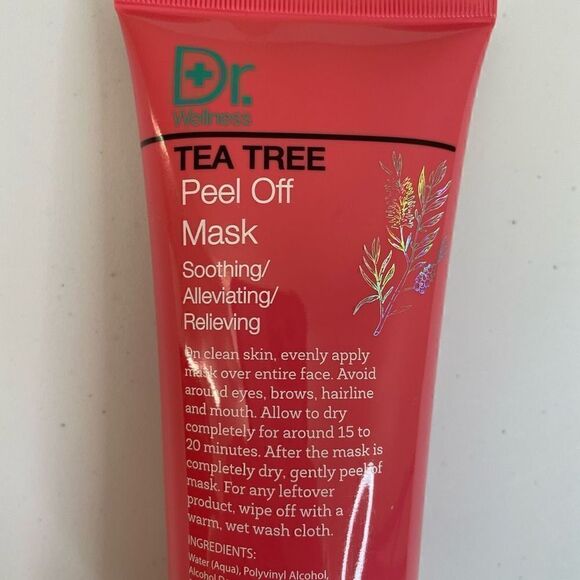 Dr.
Wellness
TEA TREE
Peel Off
Mask
Soothing/
Alleviating/
Relieving
On clean skin, evenly apply
mask over entire face. Avoid
around eyes, brows, hairline
and mouth. Allow to dry
completely for around 15 to
20 minutes. After the mask is
completely dry, gently peel of
mask. For any leftover
product, wipe off with a
warm, wet wash cloth.
INGREDIENTS:
Water (Aqua), Polyvinyl Alcohol,
Alcohol